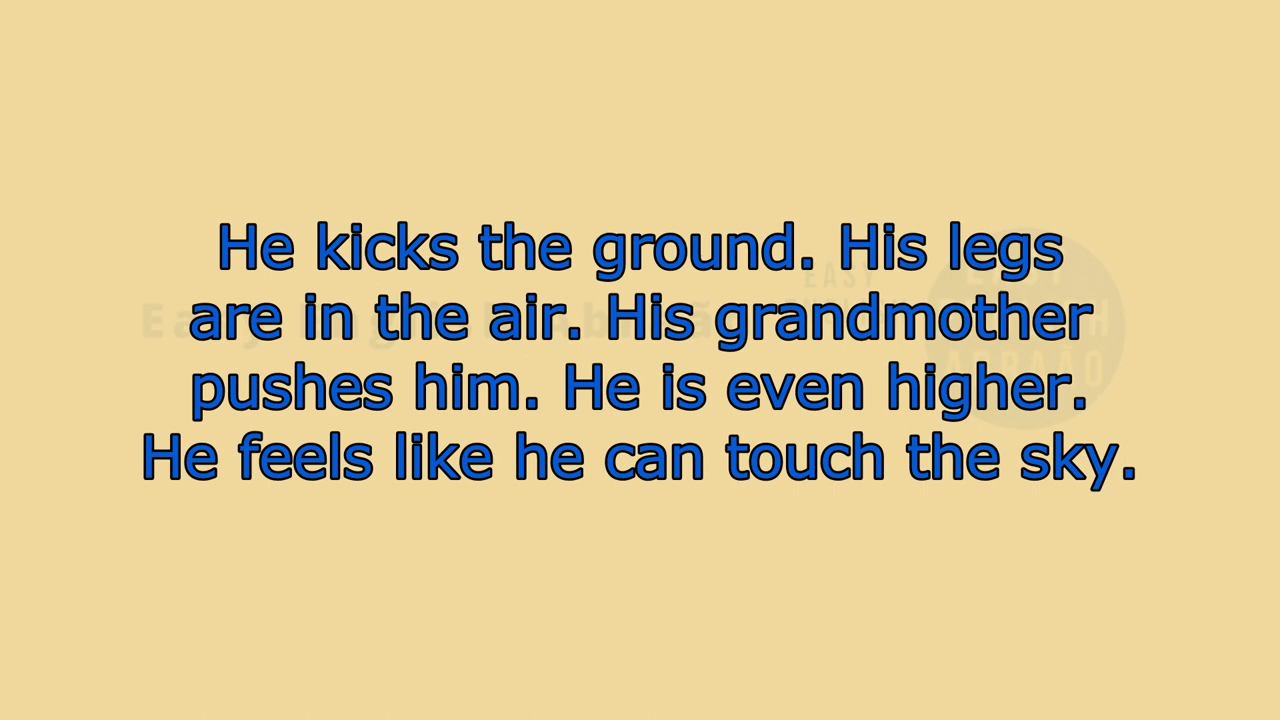 He kicks the ground. His legs
are in the air. His grandmother
pushes him. He is even higher.
He feels like he can touch the sky.
EASY